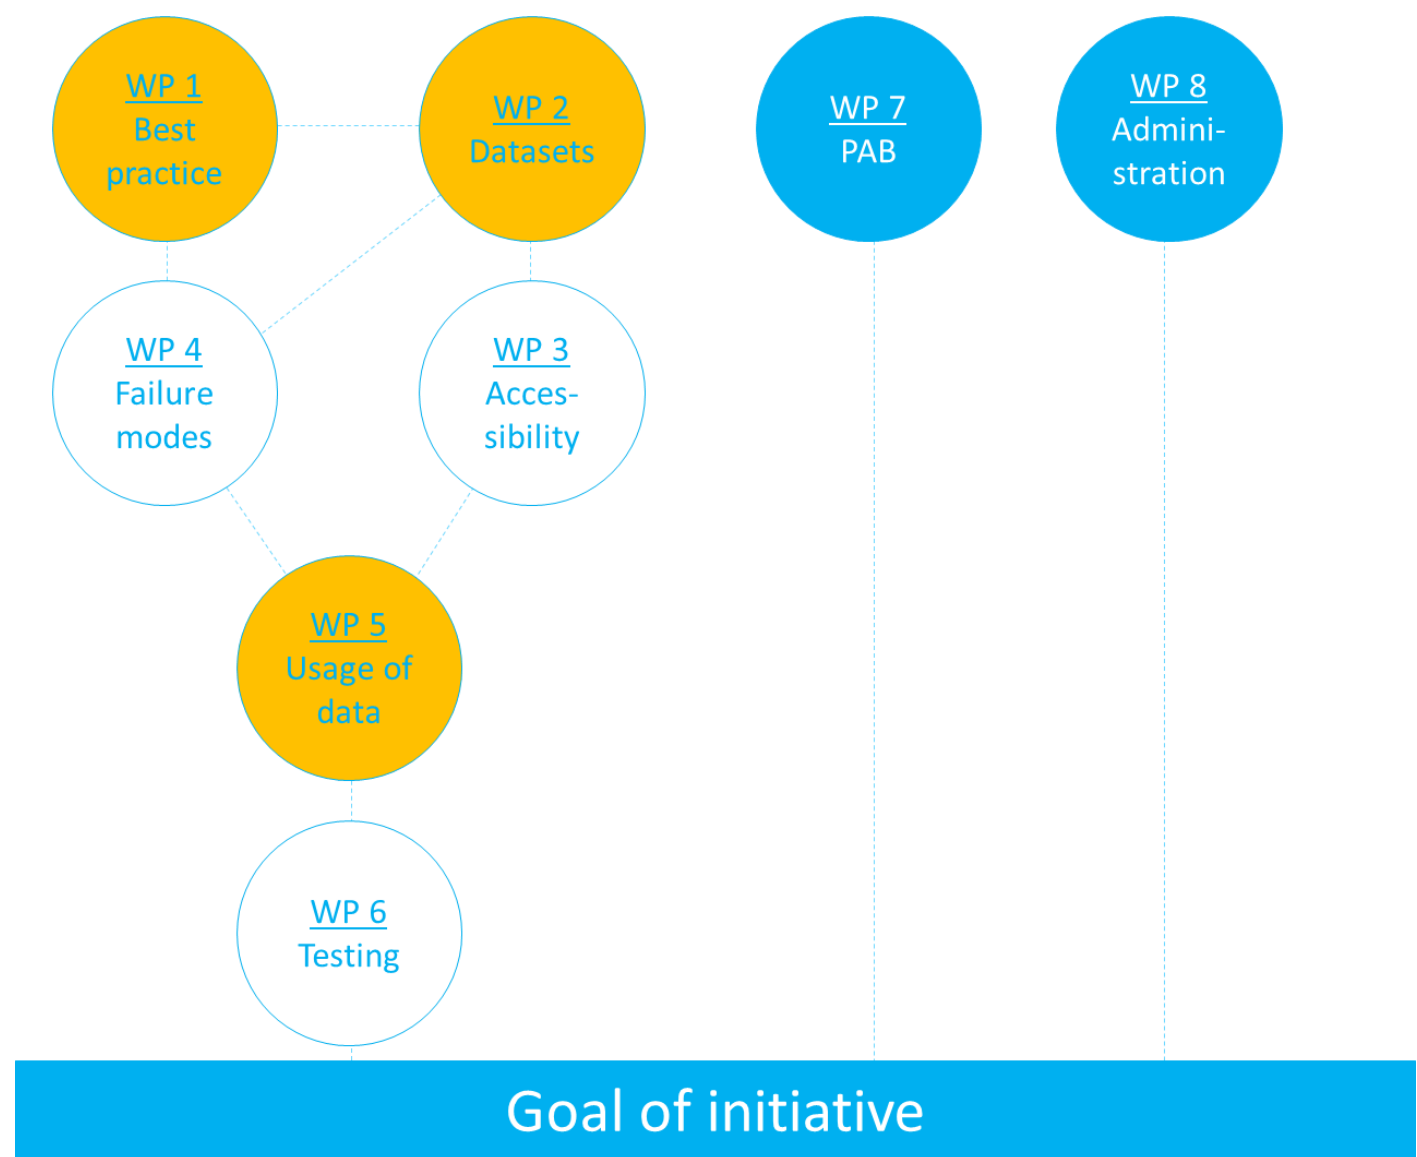 WP 1
Best
practice
WP 2
Datasets
WP 7
PAB
WP 8
Admini-
stration
WP 4
Failure
modes
WP 3
Acces-
sibility
WP 5
Usage of
data
WP 6
Testing
Goal of initiative